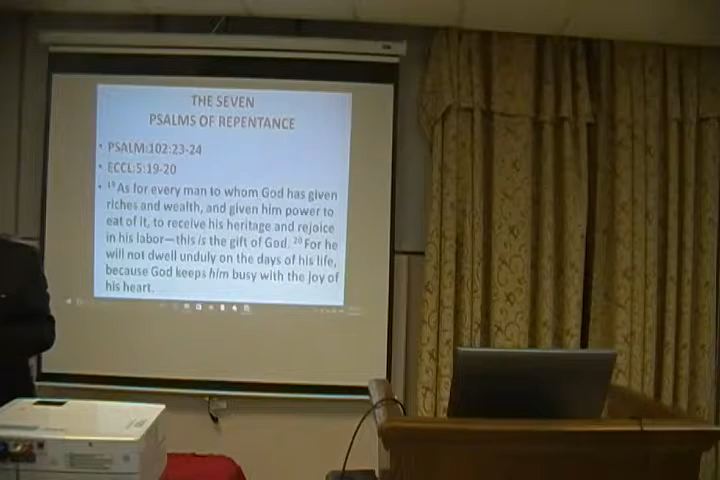 THE SEVEN
PSALMS OF REPENTANCE
• PSALM:102:23-24
• ECCL:5:19-20
• 19 As for every man to whom God has given
riches and wealth, and given him power to
eat of it, to receive his heritage and rejoice
in his labor—this is the gift of God. 20 For he
will not dwell unduly on the days of his life,
because God keeps him busy with the joy of
his heart.